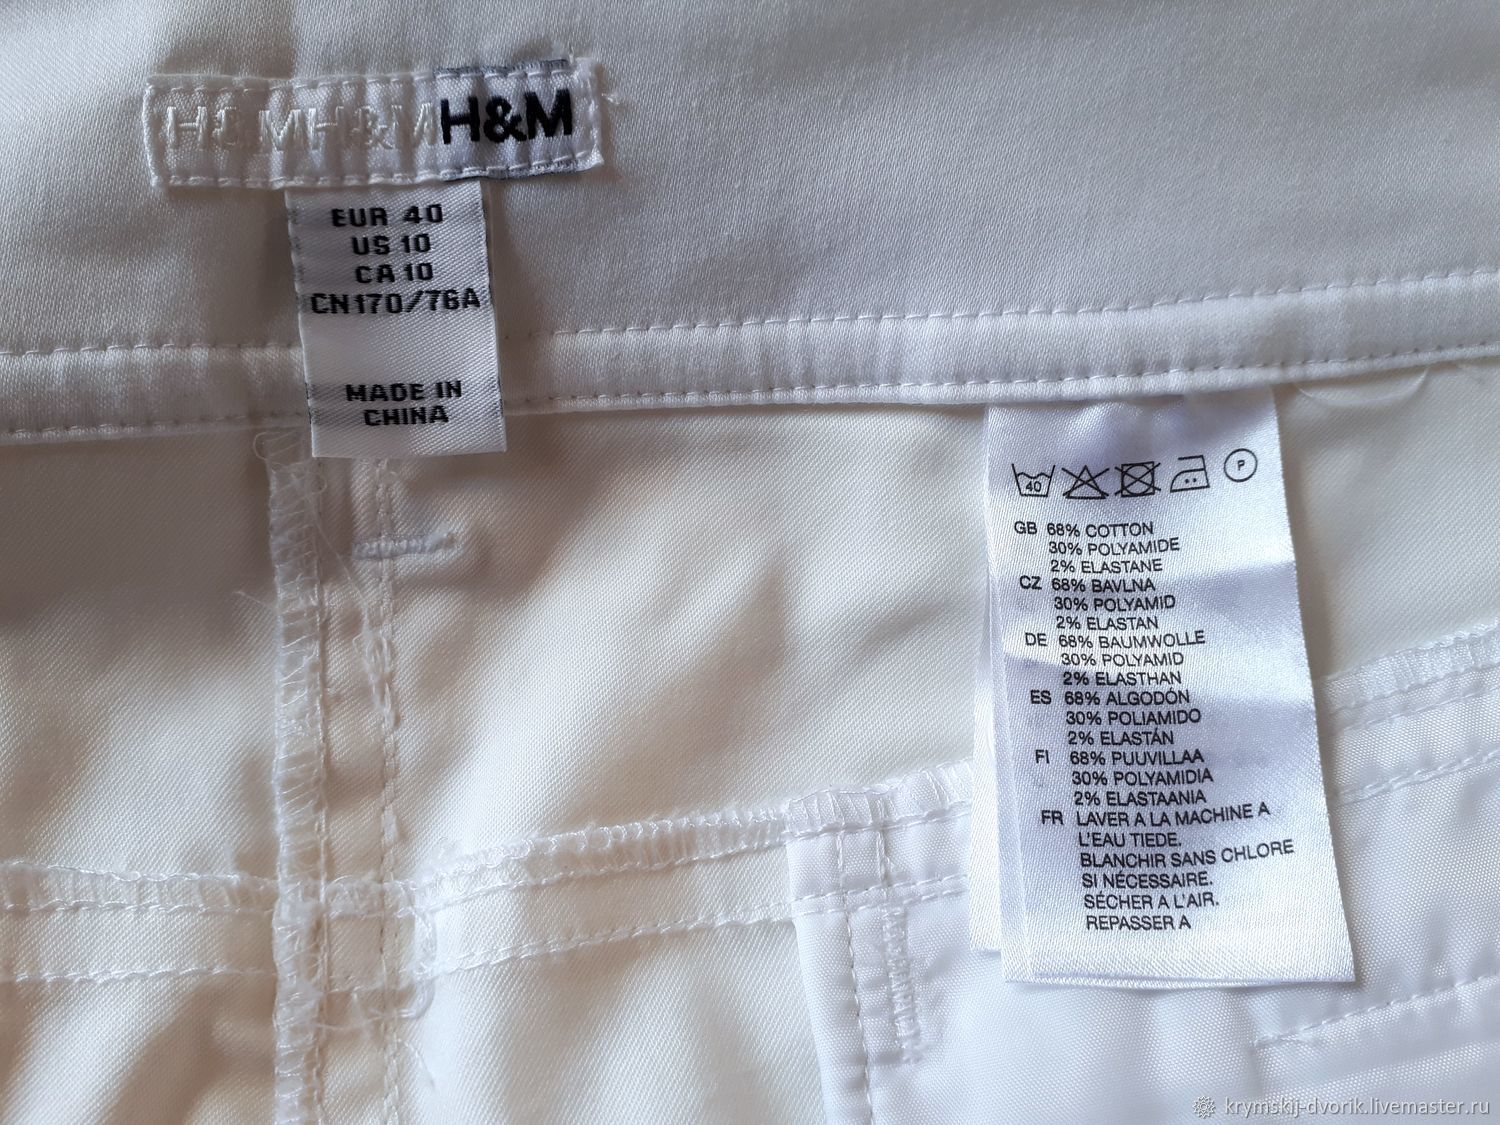 H&MH&MH&M
EUR 40
US 10
CA 10
CN170/76A
MADE IN
CHINA
40
P
GB 68% COTTON
30% POLYAMIDE
2% ELASTANE
CZ 68% BAVLNA
30% POLYAMID
2% ELASTAN
DE 68% BAUMWOLLE
30% POLYAMID
2% ELASTHAN
ES 68% ALGODÓN
30% POLIAMIDO
2% ELASTÁN
FI 68% PUUVILLAA
30% POLYAMIDIA
2% ELASTAANIA
FR LAVER A LA MACHINE A
L'EAU TIEDE.
BLANCHIR SANS CHLORE
SI NÉCESSAIRE.
SÉCHER A L'AIR.
REPASSER A
krymskij-dvorik.livemaster.ru